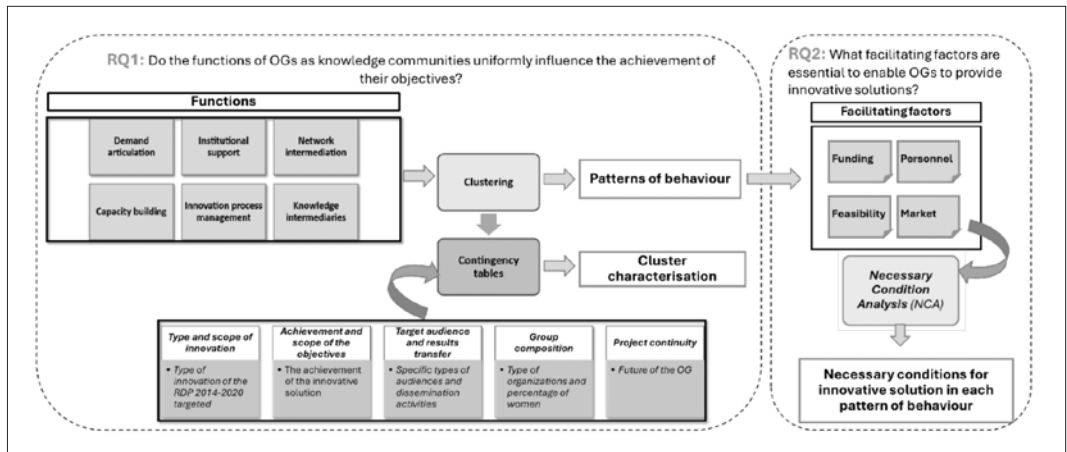 RQ1: Do the functions of OGs as knowledge communities uniformly influence the achievement of
their objectives?
Functions
Demand
articulation
Institutional
support
Network
intermediation
Capacity building
Innovation process
management
Knowledge
intermediaries
Clustering
Patterns of behaviour
Contingency
tables
Cluster
characterisation
Type and scope of
innovation
• Type of
innovation of the
RDP 2014-2020
targeted
Achievement and
scope of the
objectives
• The achievement
of the innovative
solution
Target audience
and results
transfer
• Specific types of
audiences and
dissemination
activities
Group
composition
• Type of
organizations and
percentage of
women
Project continuity
• Future of the OG
RQ2: What facilitating factors are
essential to enable OGs to provide
innovative solutions?
Facilitating factors
Funding
Personnel
Feasibility
Market
Necessary
Condition
Analysis (NCA)
Necessary conditions for
innovative solution in each
pattern of behaviour